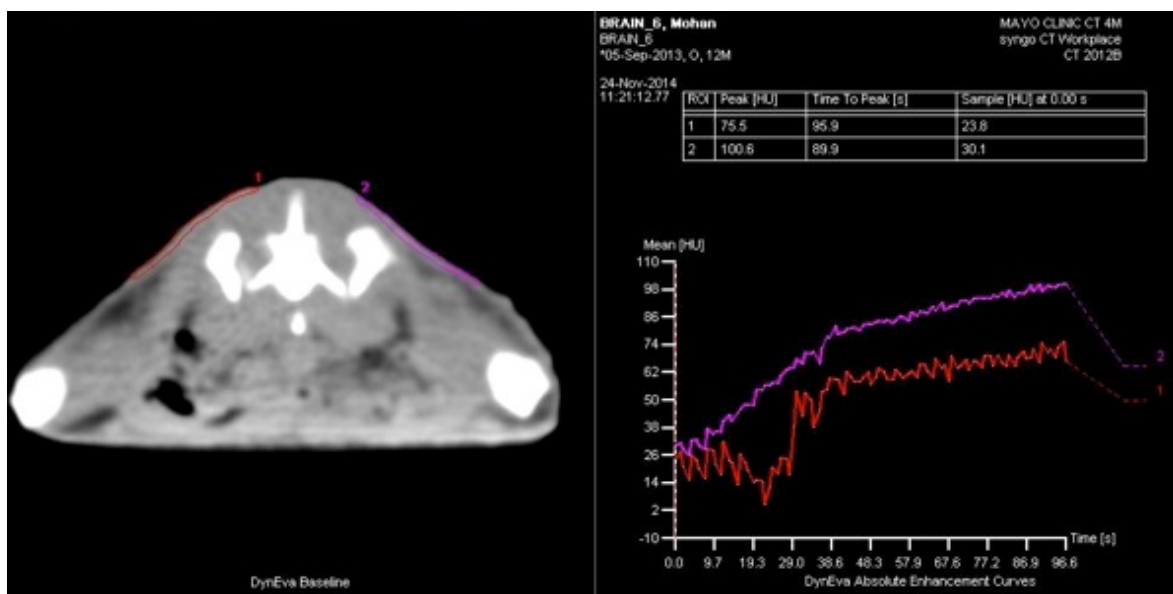 1
2
DynEva Baseline
BRAIN_6, Mohan
BRAIN_6
*05-Sep-2013, O, 12M
MAYO CLINIC CT 4M
syngo CT Workplace
CT 2012B
24-Nov-2014
11:21:12.77
ROI Peak [HU] Time To Peak [s] Sample [HU] at 0.00 s
1 75.5 95.9 23.8
2 100.6 89.9 30.1
Mean [HU]
110
98
86
74
62
50
38
26
14
2
-10
2
1
Time [s]
0.0 9.7 19.3 29.0 38.6 48.3 57.9 67.6 77.2 86.9 96.6
DynEva Absolute Enhancement Curves